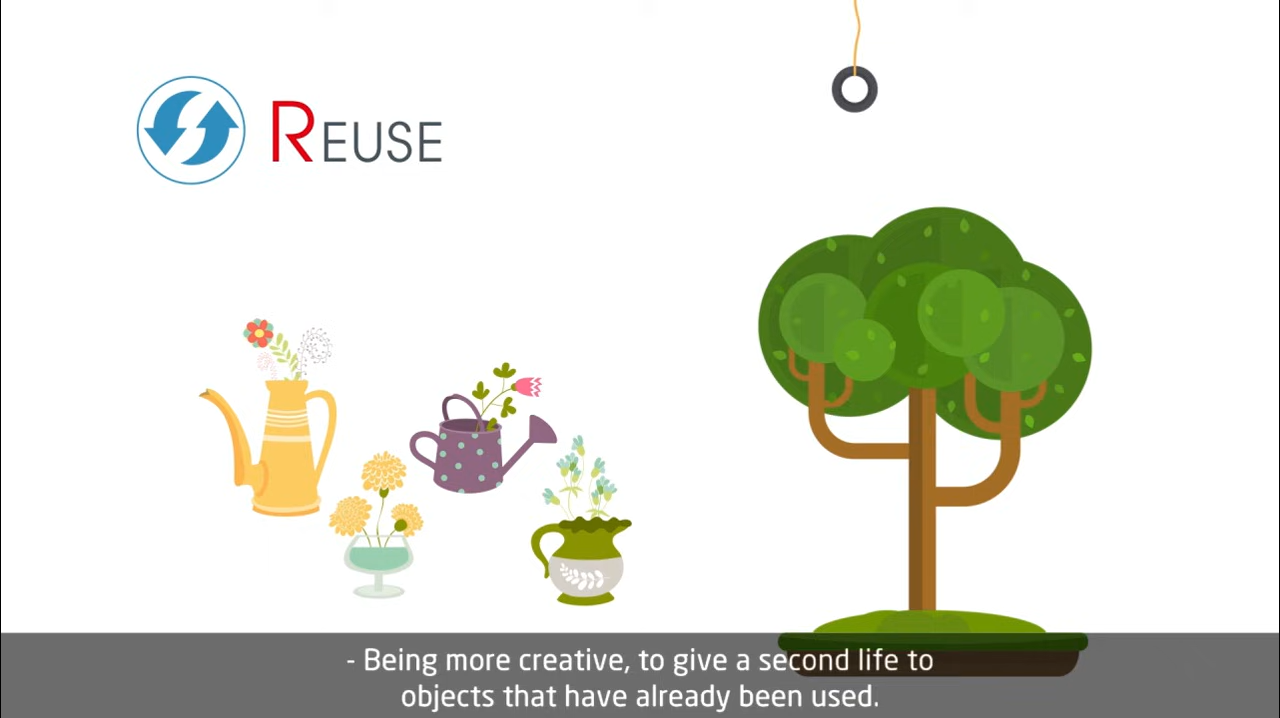 REUSE
- Being more creative, to give a second life to
objects that have already been used.